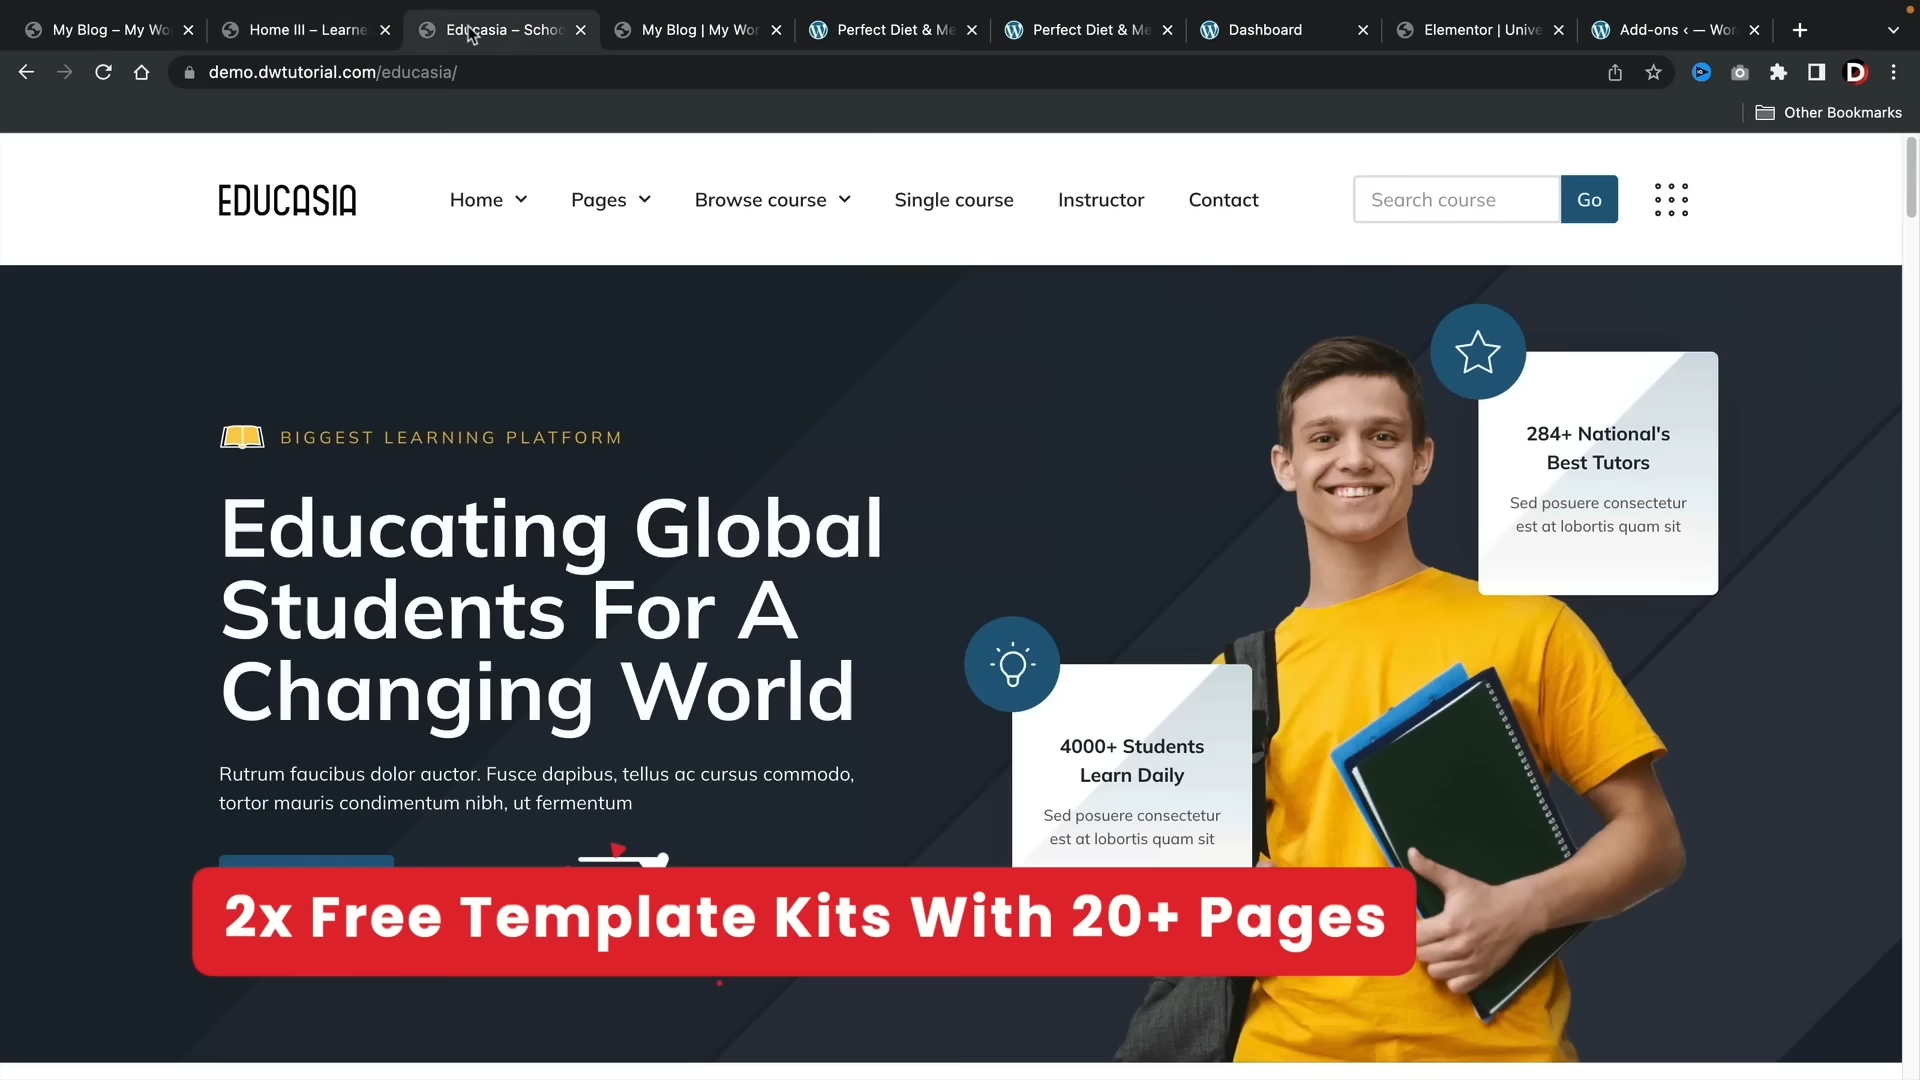 My Blog – My Wo
Home III – Learne
Educasia – Schoo
My Blog | My Wor
Perfect Diet & Me
Perfect Diet & Me
Dashboard
Elementor | Unive
Add-ons ‹ — Wor
demo.dwtutorial.com/educasia/
Other Bookmarks
EDUCASIA
Home
Pages
Browse course
Single course
Instructor
Contact
Search course
Go
BIGGEST LEARNING PLATFORM
Educating Global
Students For A
Changing World
Rutrum faucibus dolor auctor. Fusce dapibus, tellus ac cursus commodo,
tortor mauris condimentum nibh, ut fermentum
284+ National's
Best Tutors
Sed posuere consectetur
est at lobortis quam sit
4000+ Students
Learn Daily
Sed posuere consectetur
est at lobortis quam sit
2x Free Template Kits With 20+ Pages